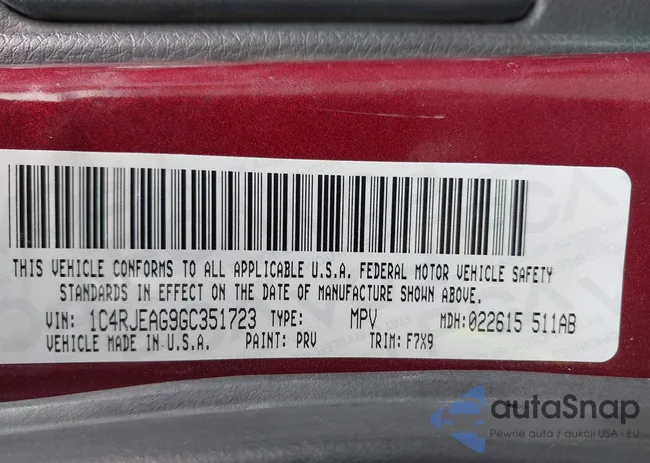 THIS VEHICLE CONFORMS TO ALL APPLICABLE U.S.A. FEDERAL MOTOR VEHICLE SAFETY
STANDARDS IN EFFECT ON THE DATE OF MANUFACTURE SHOWN ABOVE.
VIN: 1C4RJEAG9GC351723 TYPE: MPV MDH:022615 511AB
VEHICLE MADE IN U.S.A. PAINT: PRV TRIM: F7X9
autoSnap
Pewne auta z aukcji USA i EU